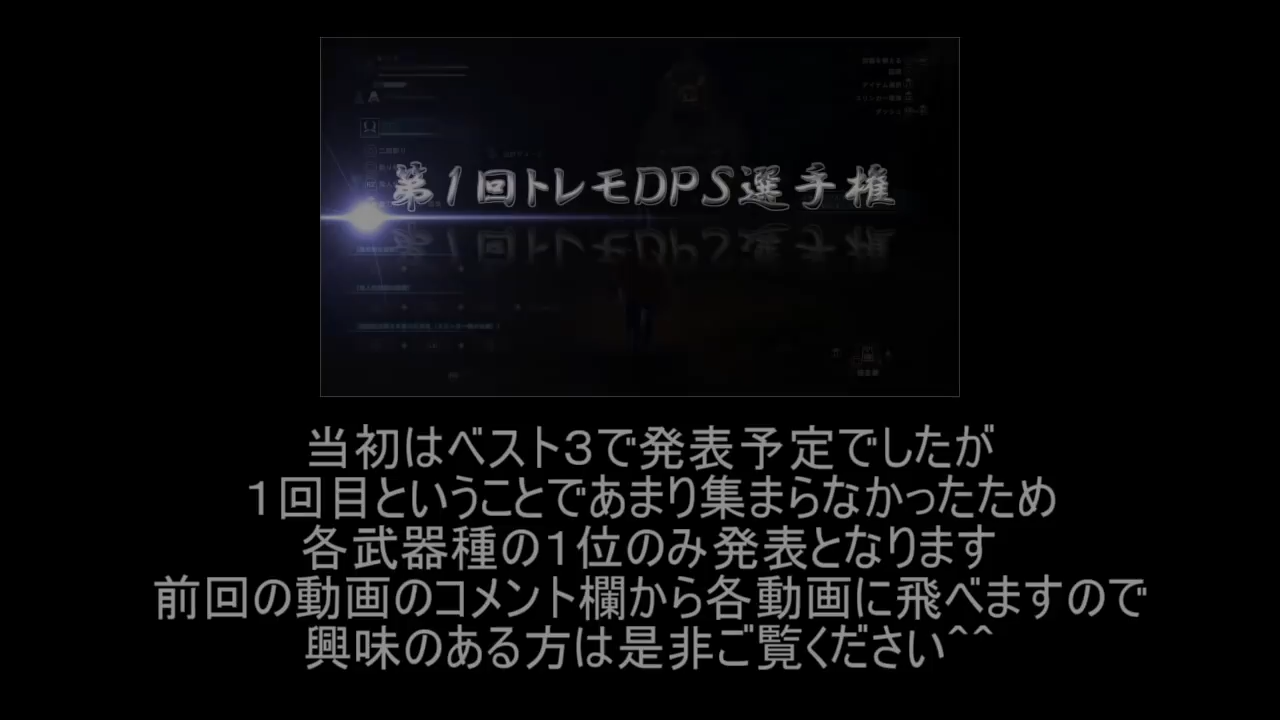 第1回トレモDPS選手権
当初はベスト3で発表予定でしたが
1回目ということであまり集まらなかったため
各武器種の1位のみ発表となります
前回の動画のコメント欄から各動画に飛べますので
興味のある方は是非ご覧ください^^